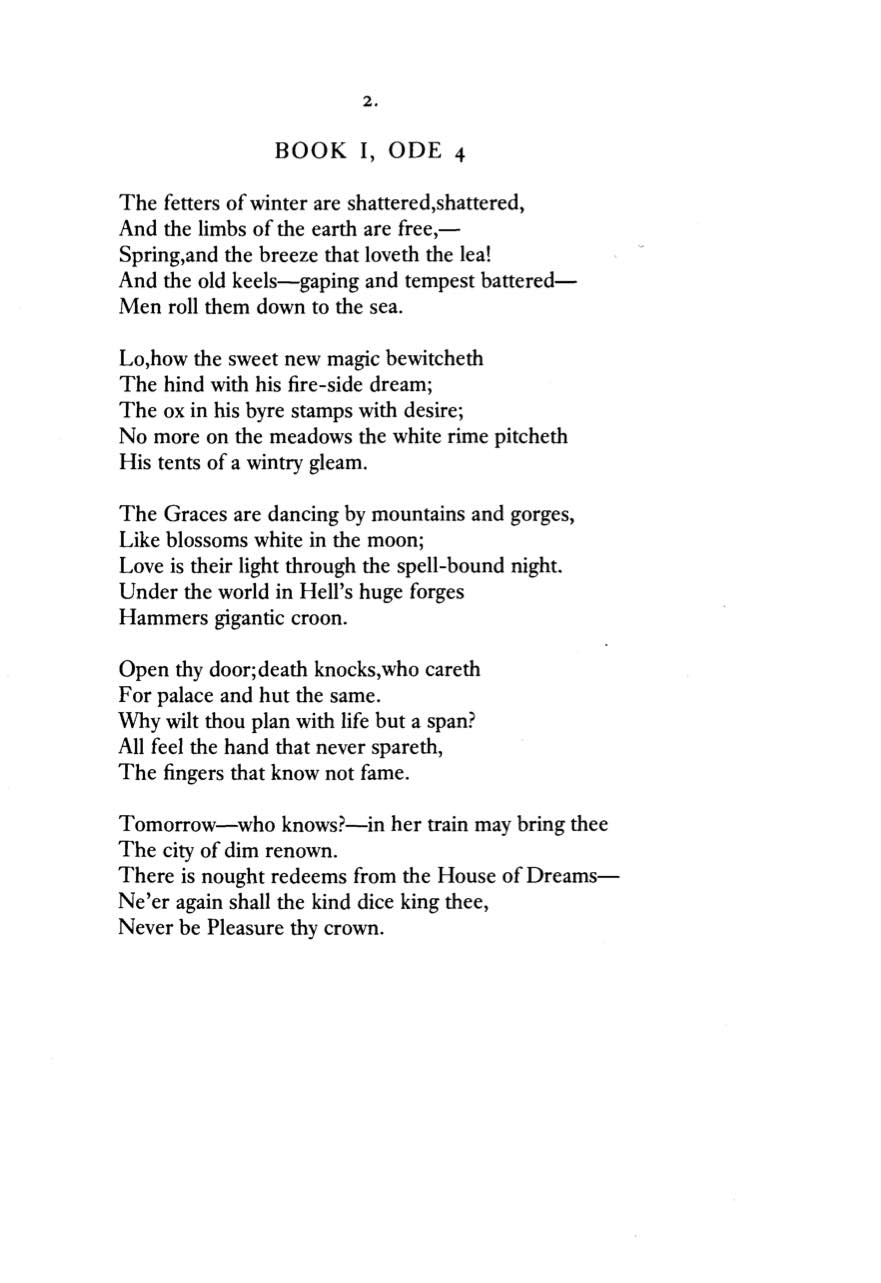 2.
BOOK I, ODE 4
The fetters of winter are shattered,shattered,
And the limbs of the earth are free,—
Spring,and the breeze that loveth the lea!
And the old keels—gaping and tempest battered—
Men roll them down to the sea.
Lo,how the sweet new magic bewitcheth
The hind with his fire-side dream;
The ox in his byre stamps with desire;
No more on the meadows the white rime pitcheth
His tents of a wintry gleam.
The Graces are dancing by mountains and gorges,
Like blossoms white in the moon;
Love is their light through the spell-bound night.
Under the world in Hell's huge forges
Hammers gigantic croon.
Open thy door;death knocks,who careth
For palace and hut the same.
Why wilt thou plan with life but a span?
All feel the hand that never spareth,
The fingers that know not fame.
Tomorrow—who knows?—in her train may bring thee
The city of dim renown.
There is nought redeems from the House of Dreams—
Ne'er again shall the kind dice king thee,
Never be Pleasure thy crown.